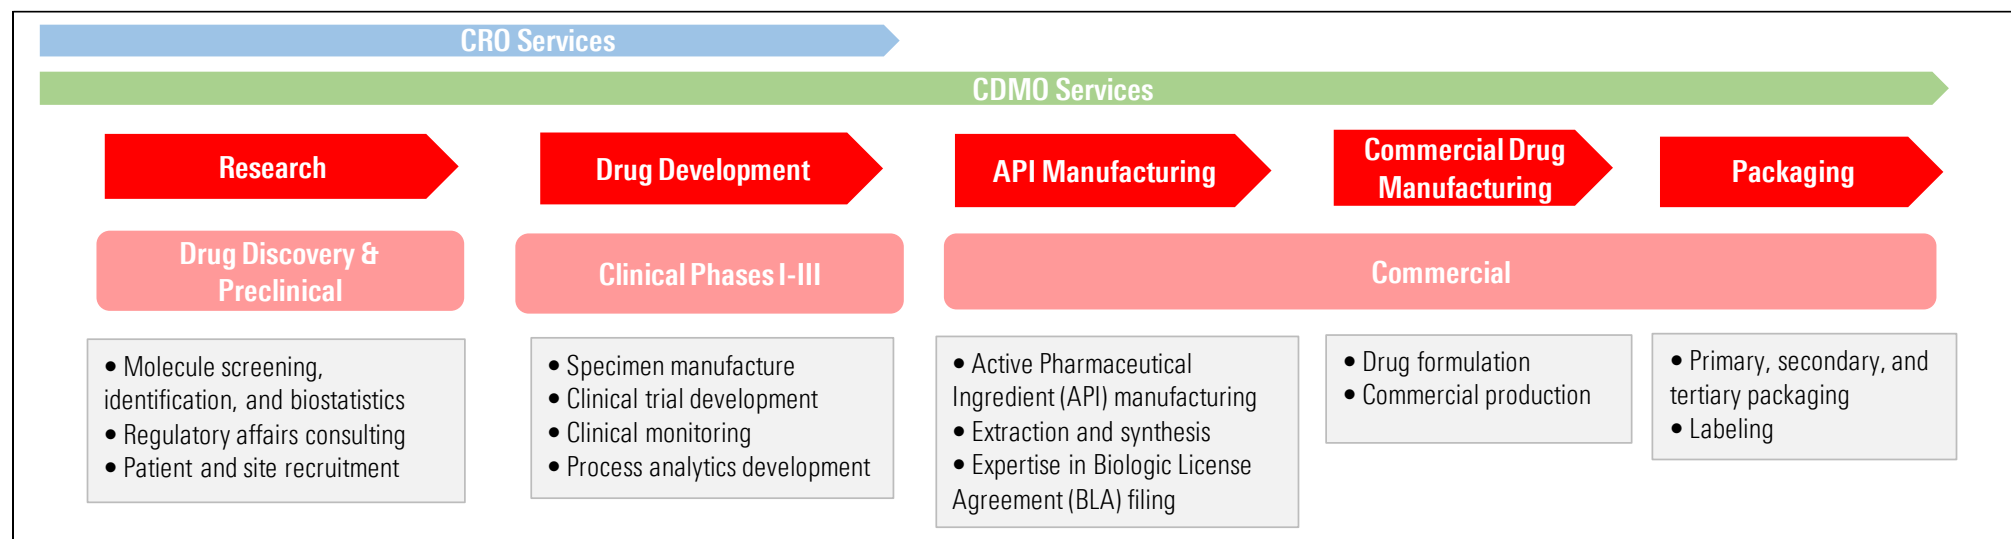 CRO Services
CDMO Services
Research
Drug Development
API Manufacturing
Commercial Drug
Manufacturing
Packaging
Drug Discovery &
Preclinical
Clinical Phases I-III
Commercial
• Molecule screening,
identification, and biostatistics
• Regulatory affairs consulting
• Patient and site recruitment
• Specimen manufacture
• Clinical trial development
• Clinical monitoring
• Process analytics development
• Active Pharmaceutical
Ingredient (API) manufacturing
• Extraction and synthesis
• Expertise in Biologic License
Agreement (BLA) filing
• Drug formulation
• Commercial production
• Primary, secondary, and
tertiary packaging
• Labeling